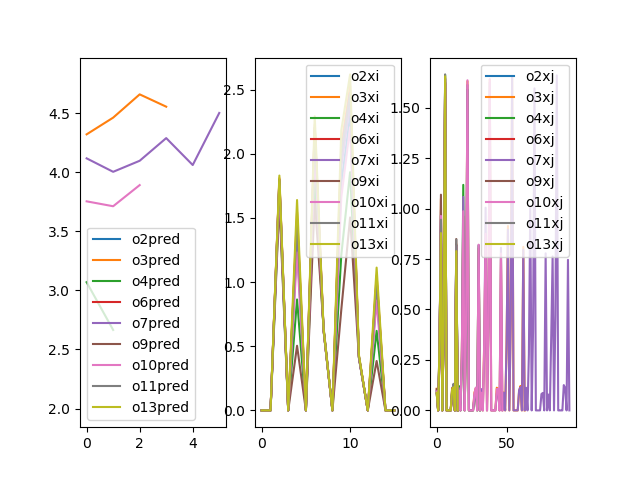 4.5
4.0
3.5
3.0
2.5
2.0
0
2
4
o2pred
o3pred
o4pred
o6pred
o7pred
o9pred
o10pred
o11pred
o13pred
2.5
2.0
1.5
1.0
0.5
0.0
0
10
o2xi
o3xi
o4xi
o6xi
o7xi
o9xi
o10xi
o11xi
o13xi
1.50
1.25
1.00
0.75
0.50
0.25
0.00
0
50
o2xj
o3xj
o4xj
o6xj
o7xj
o9xj
o10xj
o11xj
o13xj